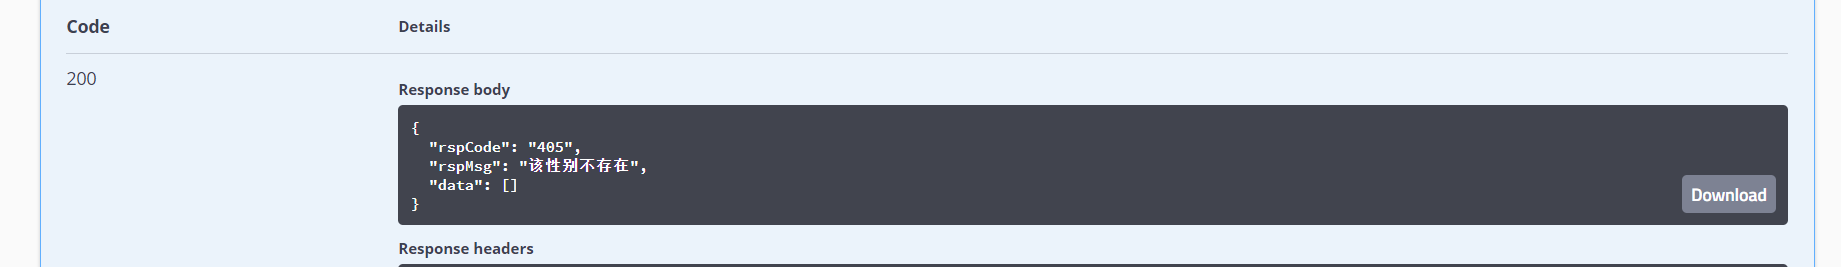 Code Details
200
Response body
{
"rspCode": "405",
"rspMsg": "该性别不存在",
"data": []
}
Download
Response headers